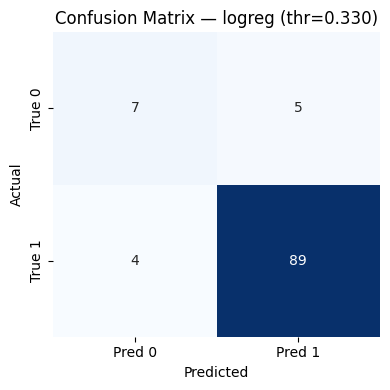 Confusion Matrix — logreg (thr=0.330)
True 0
7
5
Actual
True 1
4
89
Pred 0
Pred 1
Predicted